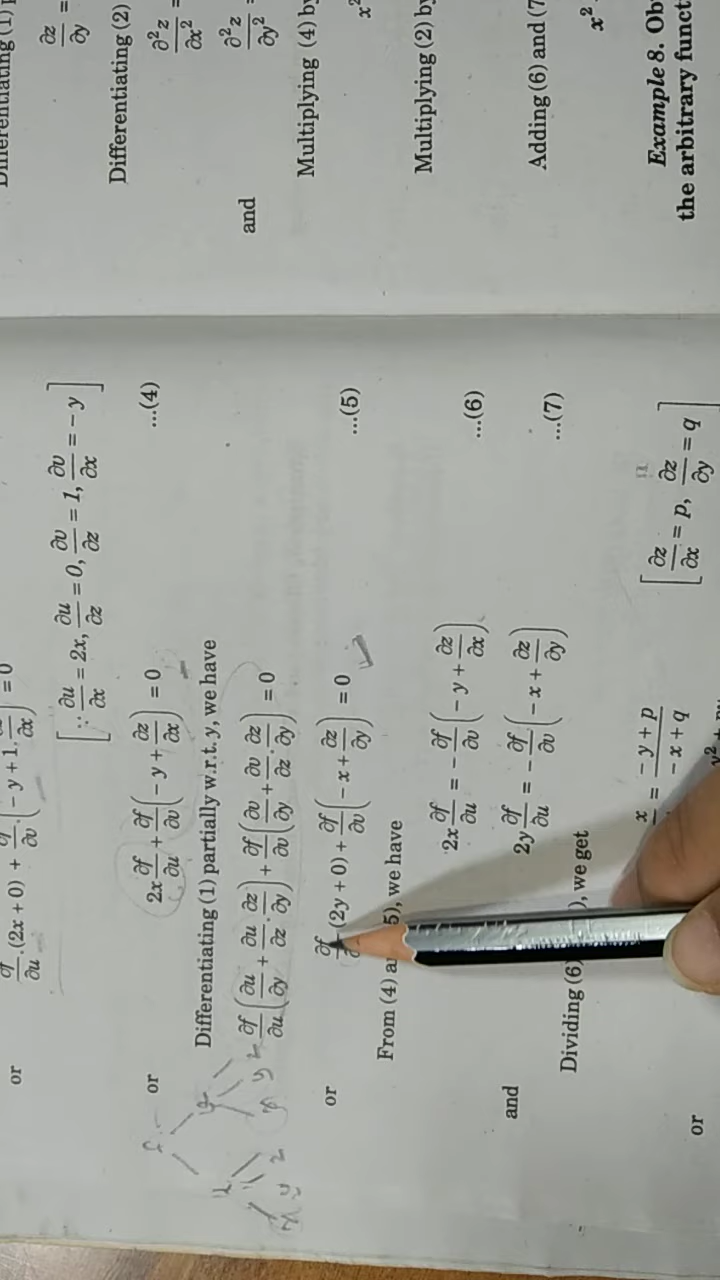 ∂f/∂u . (2x + 0) + ∂f/∂v . (− y + 1 . ∂z/∂x) = 0
or
[∵ ∂u/∂x = 2x, ∂u/∂z = 0, ∂v/∂z = 1, ∂v/∂x = − y]
or 2x ∂f/∂u + ∂f/∂v (− y + ∂z/∂x) = 0 ...(4)
Differentiating (1) partially w.r.t. y, we have
∂f/∂u (∂u/∂y + ∂u/∂z . ∂z/∂y) + ∂f/∂v (∂v/∂y + ∂v/∂z . ∂z/∂y) = 0
or (2y + 0) + ∂f/∂v (− x + ∂z/∂y) = 0 ...(5)
From (4) 5), we have
2x ∂f/∂u = − ∂f/∂v (− y + ∂z/∂x) ...(6)
and 2y ∂f/∂u = − ∂f/∂v (− x + ∂z/∂y) ...(7)
Dividing (6) ), we get
or x = − y + p / − x + q [∂z/∂x = p, ∂z/∂y = q]
Differentiating (1)
∂z/∂y =
Differentiating (2)
∂²z/∂x² =
and ∂²z/∂y² =
Multiplying (4) by
Multiplying (2) by
Adding (6) and (7
x²
Example 8. Ob
the arbitrary funct